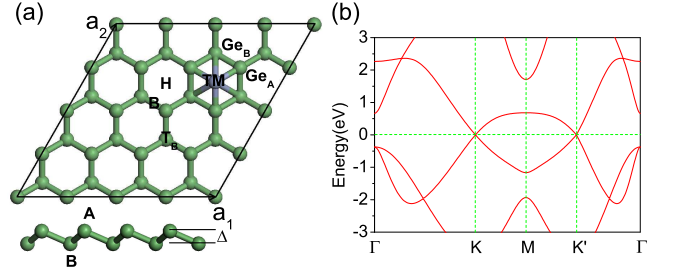 (a)
a2
GeB
H
TM
GeA
B
TB
a1
A
Δ
B
(b)
Energy(eV)
3
2
1
0
-1
-2
-3
Γ K M K' Γ